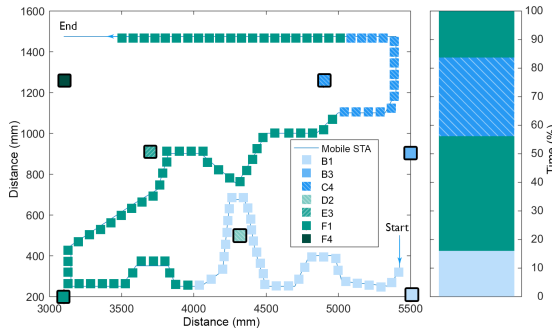 1600
1400
1200
1000
800
600
400
200
Distance (mm)
3000
3500
4000
4500
5000
5500
Distance (mm)
End
Start
Mobile STA
B1
B3
C4
D2
E3
F1
F4
100
90
80
70
60
50
40
30
20
10
0
Time (%)